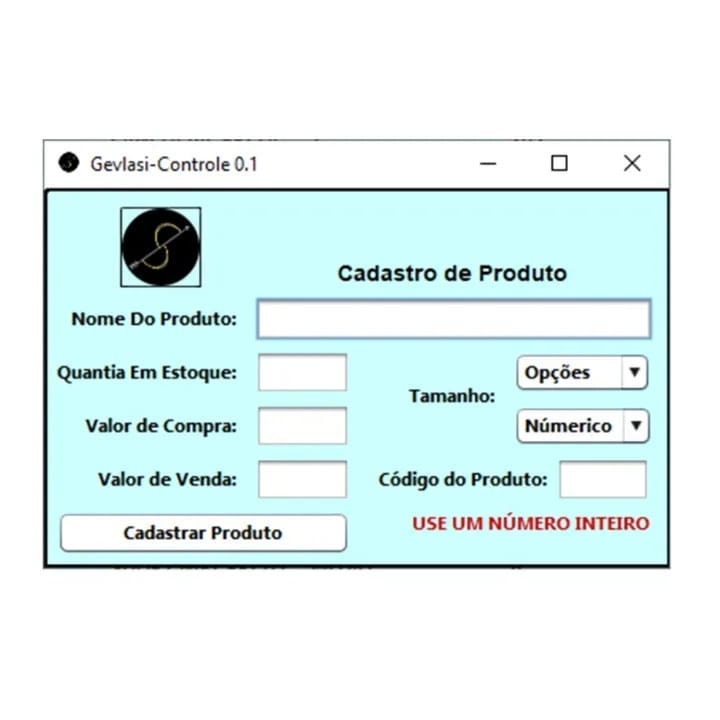 Gevlasi-Controle 0.1
Cadastro de Produto
Nome Do Produto:
Quantia Em Estoque:
Opções
Tamanho:
Valor de Compra:
Númerico
Valor de Venda:
Código do Produto:
Cadastrar Produto
USE UM NÚMERO INTEIRO